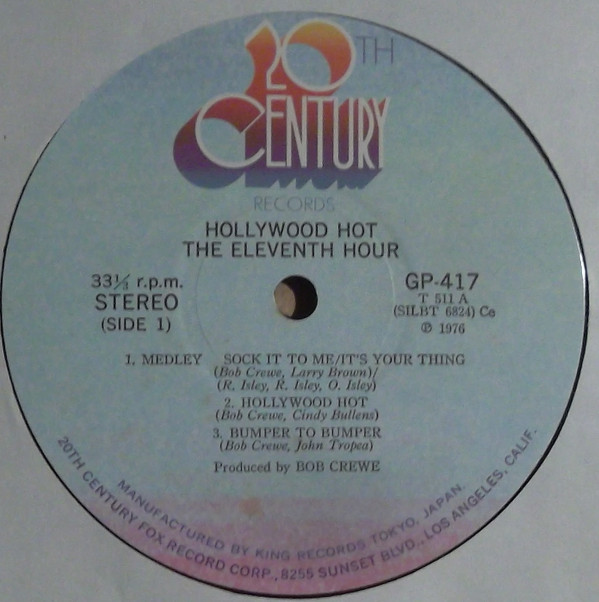 20TH
CENTURY
RECORDS
HOLLYWOOD HOT
THE ELEVENTH HOUR
33⅓ r.p.m.
STEREO
(SIDE 1)
GP-417
T 511 A
(SILBT 6824) Ce
℗ 1976
1. MEDLEY SOCK IT TO ME/IT'S YOUR THING
(Bob Crewe, Larry Brown)/
(R. Isley, R. Isley, O. Isley)
2. HOLLYWOOD HOT
(Bob Crewe, Cindy Bullens)
3. BUMPER TO BUMPER
(Bob Crewe, John Tropea)
Produced by BOB CREWE
MANUFACTURED BY KING RECORDS TOKYO, JAPAN.
20TH CENTURY FOX RECORD CORP., 8255 SUNSET BLVD., LOS ANGELES, CALIF.